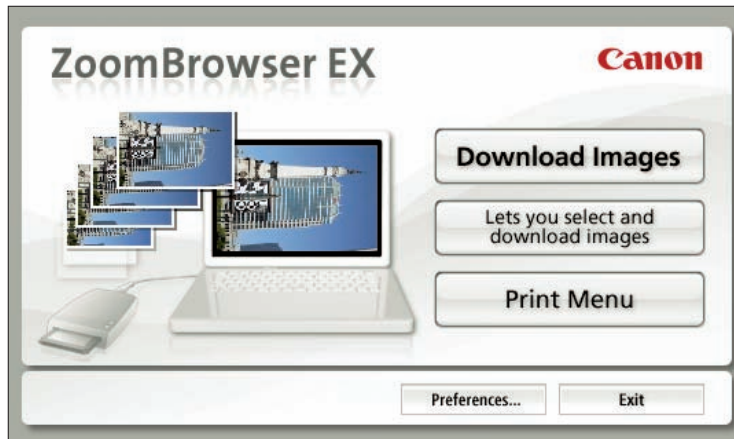 ZoomBrowser EX
Canon
Download Images
Lets you select and
download images
Print Menu
Preferences...
Exit